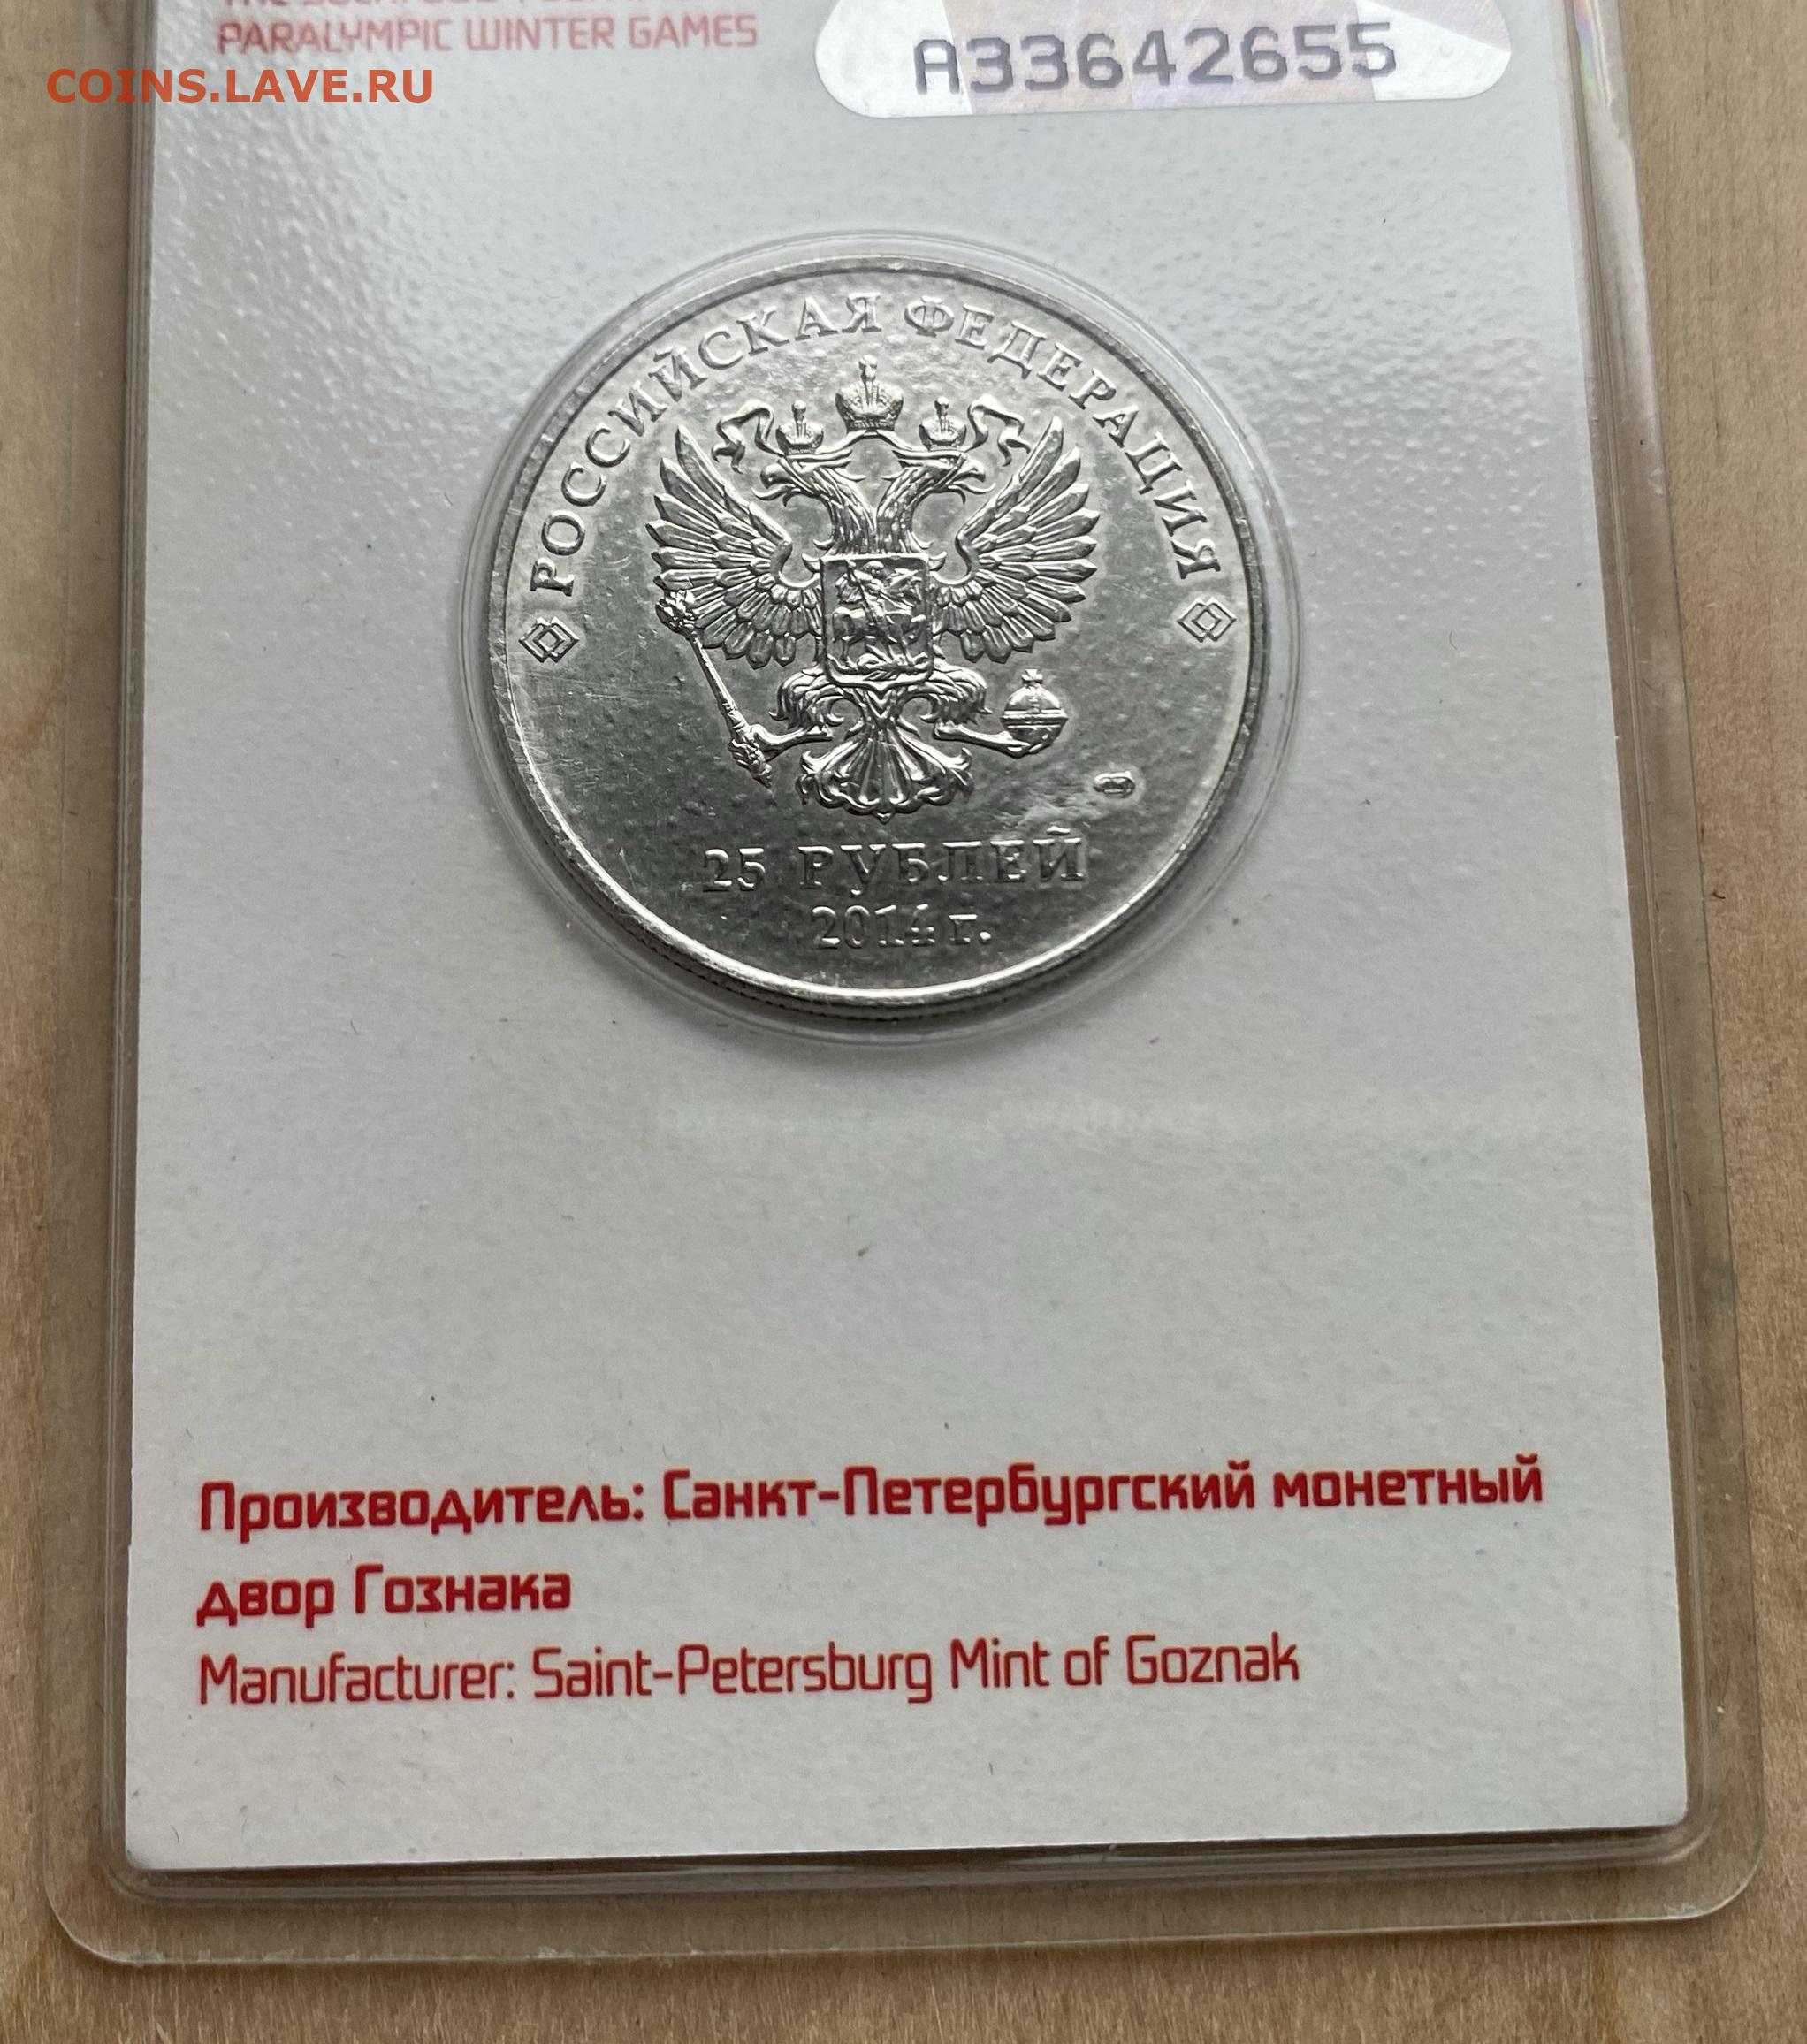 PARALYMPIC WINTER GAMES
A33642655
COINS.LAVE.RU
РОССИЙСКАЯ ФЕДЕРАЦИЯ
25 РУБЛЕЙ
2014 г.
Производитель: Санкт-Петербургский монетный
двор Гознака
Manufacturer: Saint-Petersburg Mint of Goznak